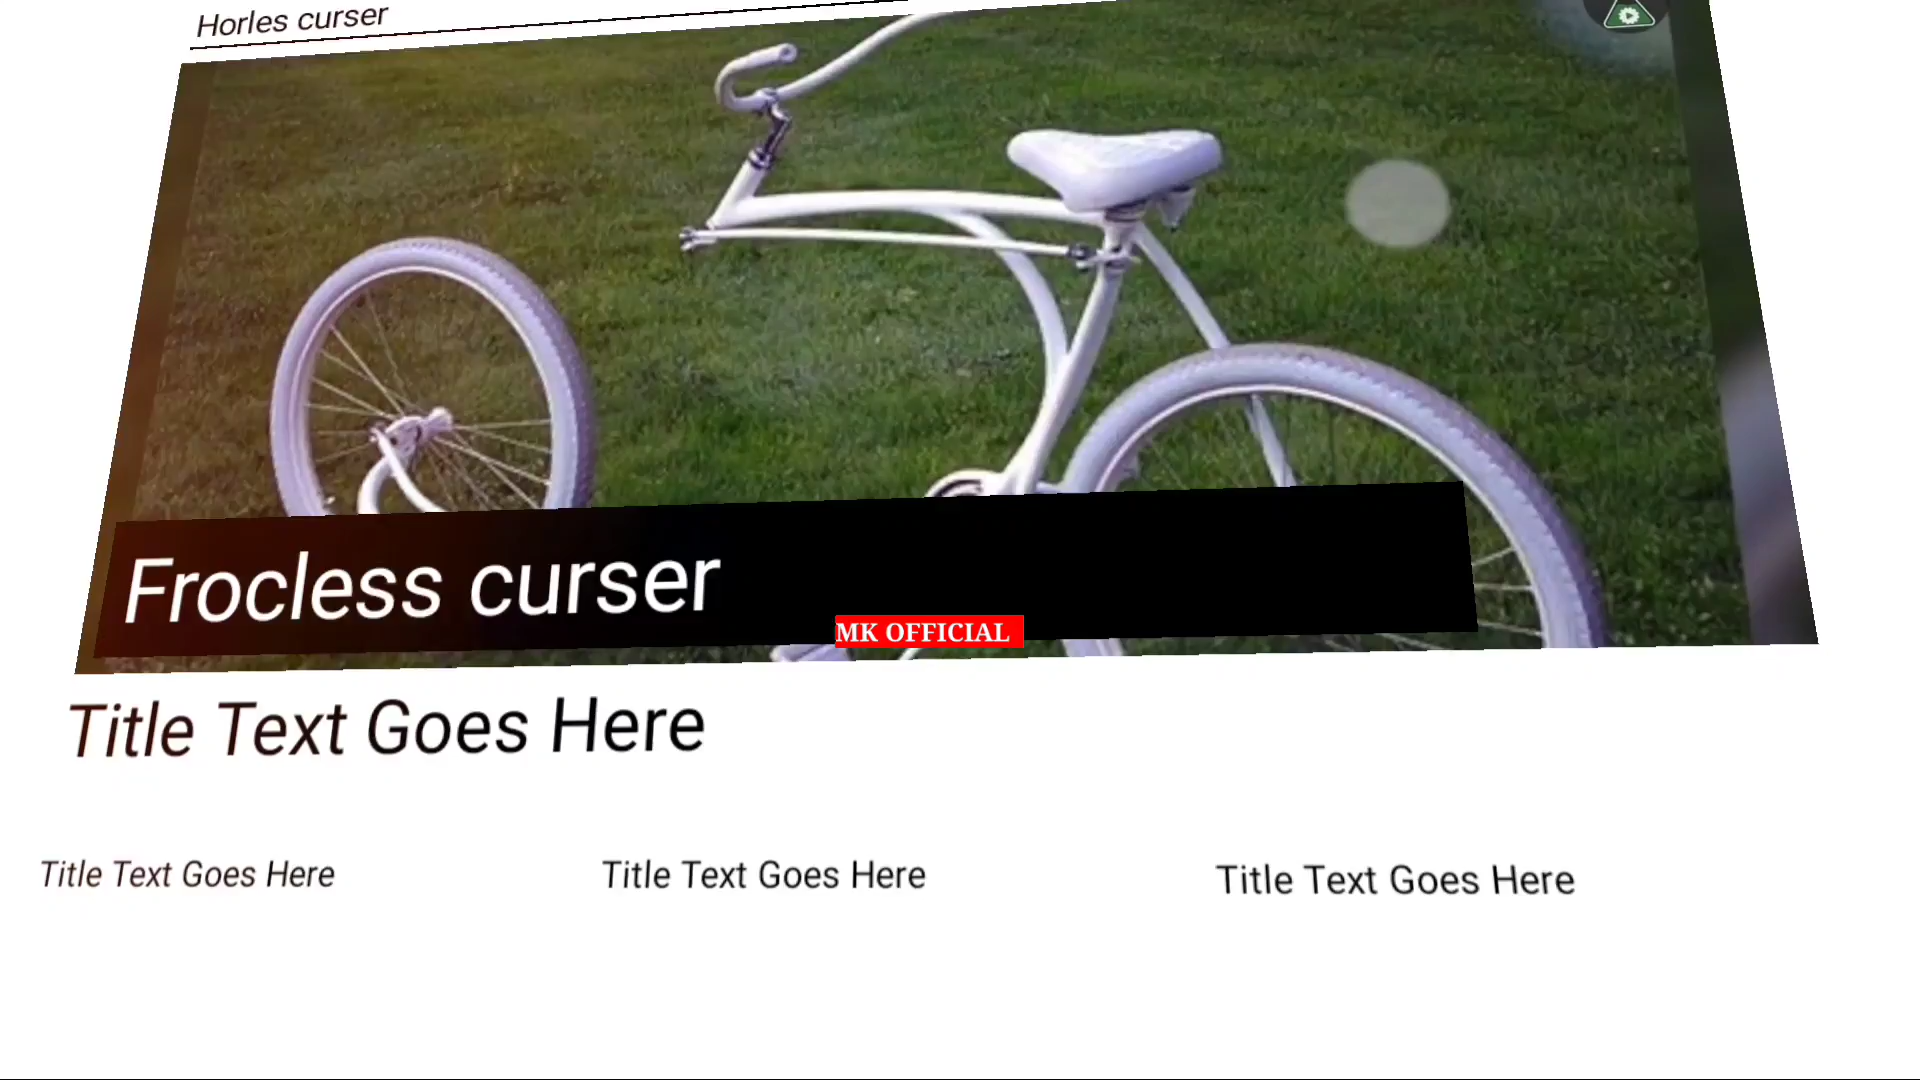 Horles curser
Frocless curser
MK OFFICIAL
Title Text Goes Here
Title Text Goes Here
Title Text Goes Here
Title Text Goes Here